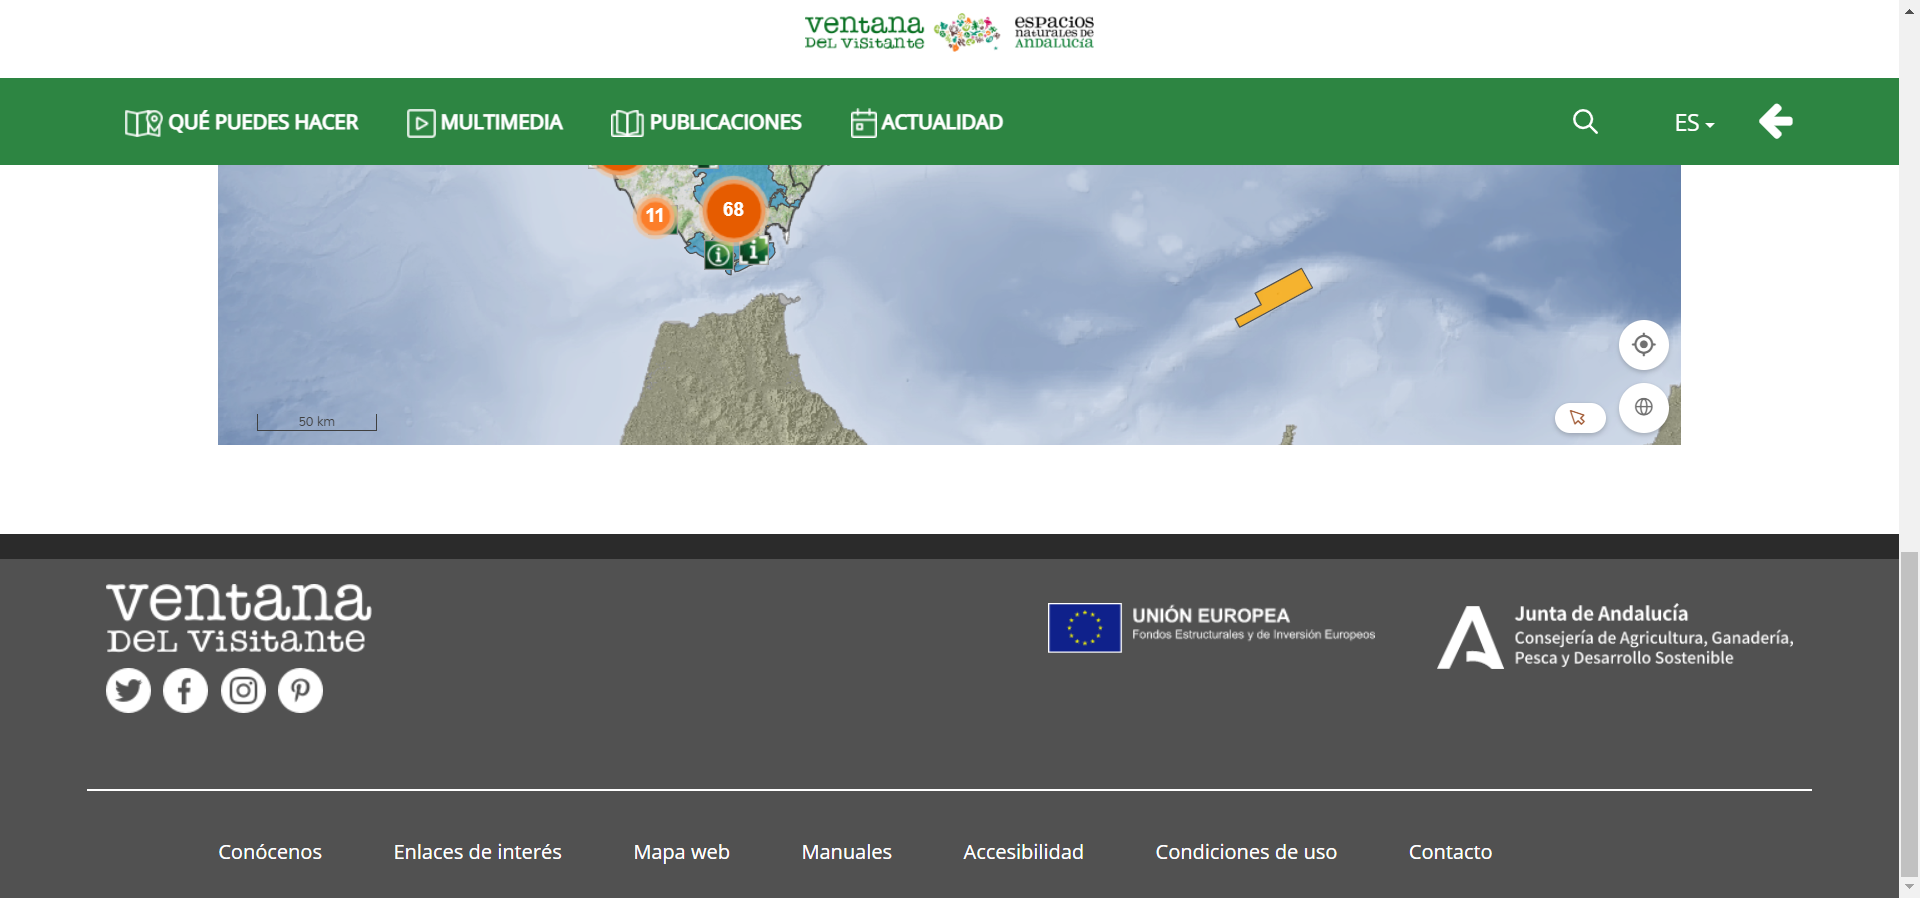 ventana
DEL VISITANTE
ESPACIOS
NATURALES DE
ANDALUCÍA
QUÉ PUEDES HACER
MULTIMEDIA
PUBLICACIONES
ACTUALIDAD
ES
11
68
50 km
ventana
DEL VISITANTE
UNIÓN EUROPEA
Fondos Estructurales y de Inversión Europeos
Junta de Andalucía
Consejería de Agricultura, Ganadería,
Pesca y Desarrollo Sostenible
Conócenos
Enlaces de interés
Mapa web
Manuales
Accesibilidad
Condiciones de uso
Contacto